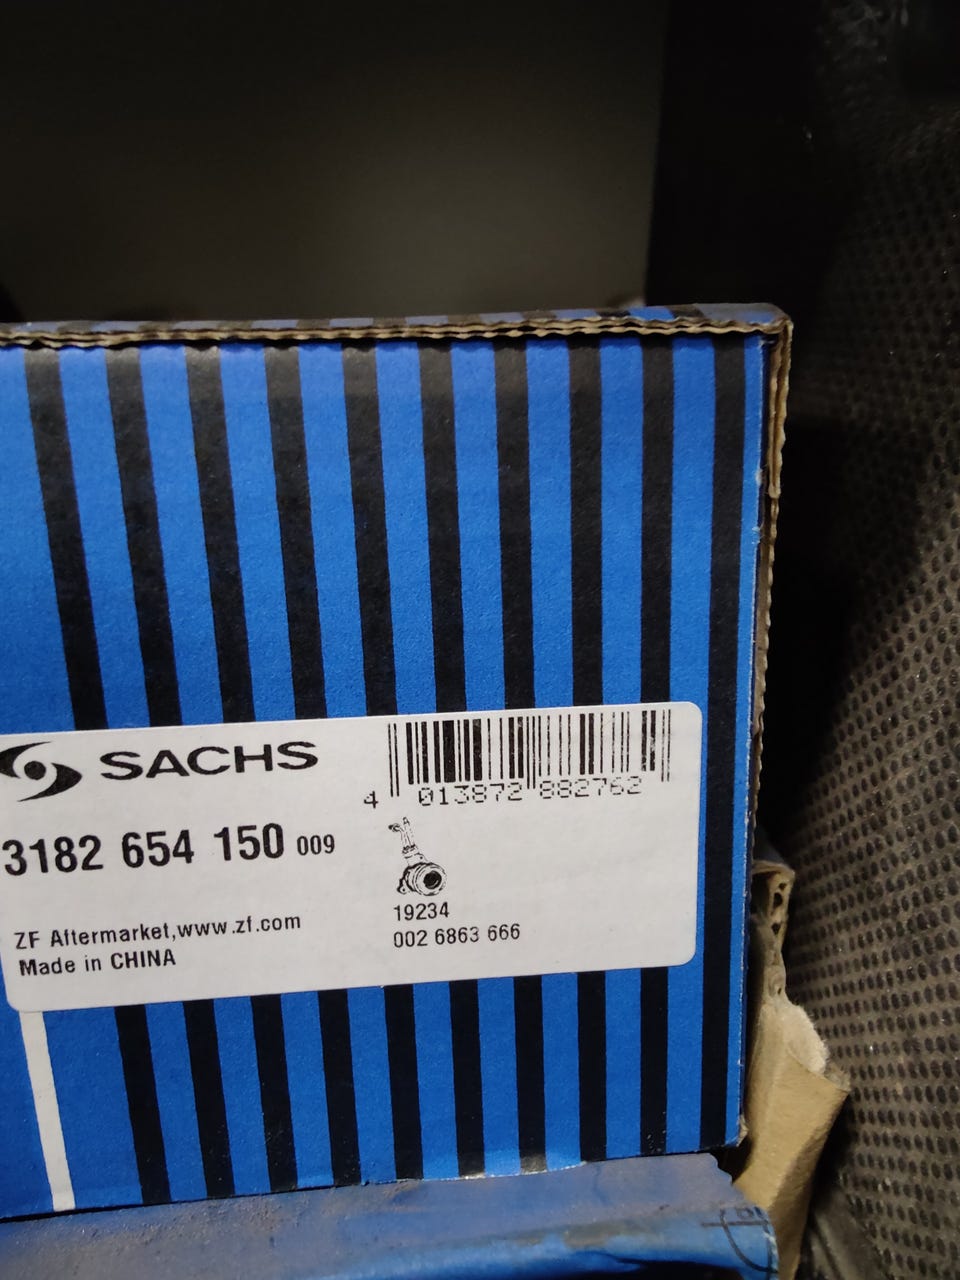 SACHS
4 013872 882762
3182 654 150 009
19234
002 6863 666
ZF Aftermarket,www.zf.com
Made in CHINA